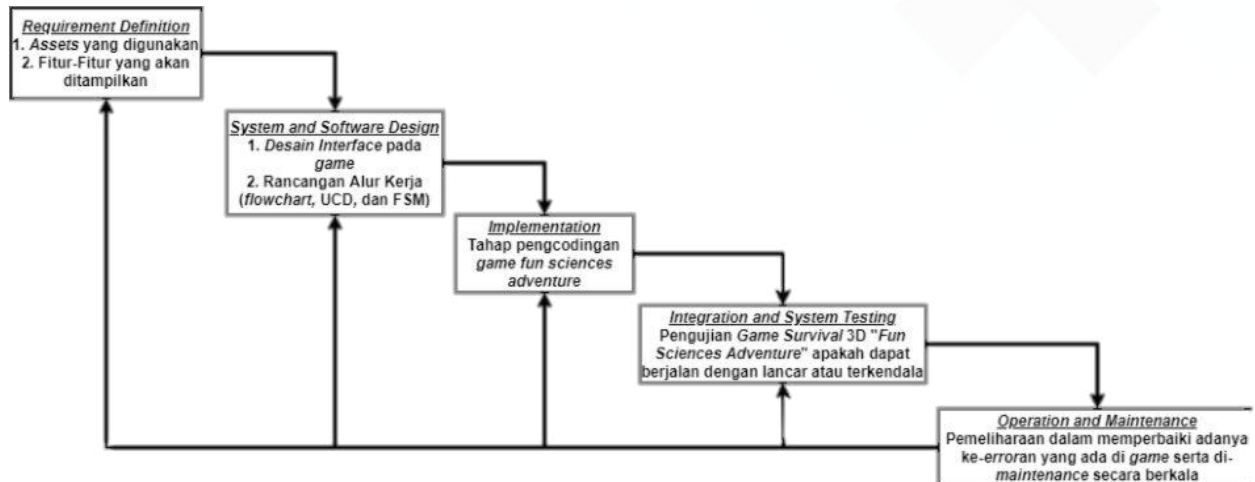 Requirement Definition
1. Assets yang digunakan
2. Fitur-Fitur yang akan
ditampilkan
System and Software Design
1. Desain Interface pada
game
2. Rancangan Alur Kerja
(flowchart, UCD, dan FSM)
Implementation
Tahap pengcodingan
game fun sciences
adventure
Integration and System Testing
Pengujian Game Survival 3D "Fun
Sciences Adventure" apakah dapat
berjalan dengan lancar atau terkendala
Operation and Maintenance
Pemeliharaan dalam memperbaiki adanya
ke-erroran yang ada di game serta di-
maintenance secara berkala